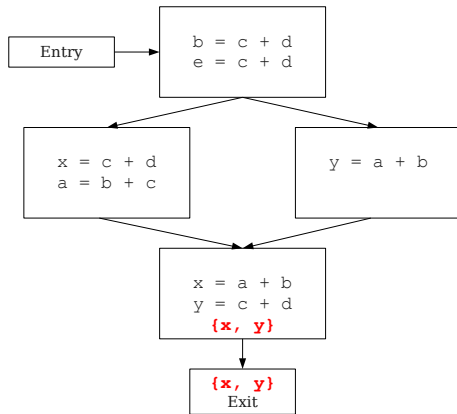 Entry
b = c + d
e = c + d
x = c + d
a = b + c
y = a + b
x = a + b
y = c + d
{x, y}
{x, y}
Exit